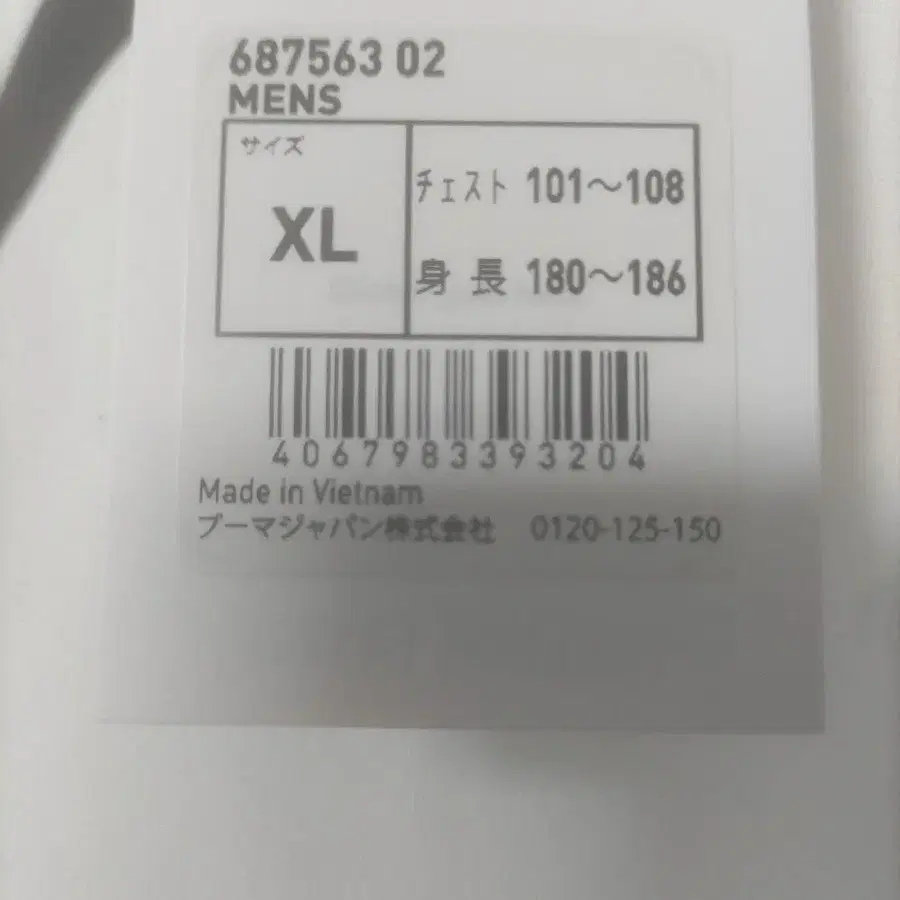 687563 02
MENS
サイズ
XL
チェスト 101〜108
身 長 180〜186
4067983393204
Made in Vietnam
プーマジャパン株式会社 0120-125-150